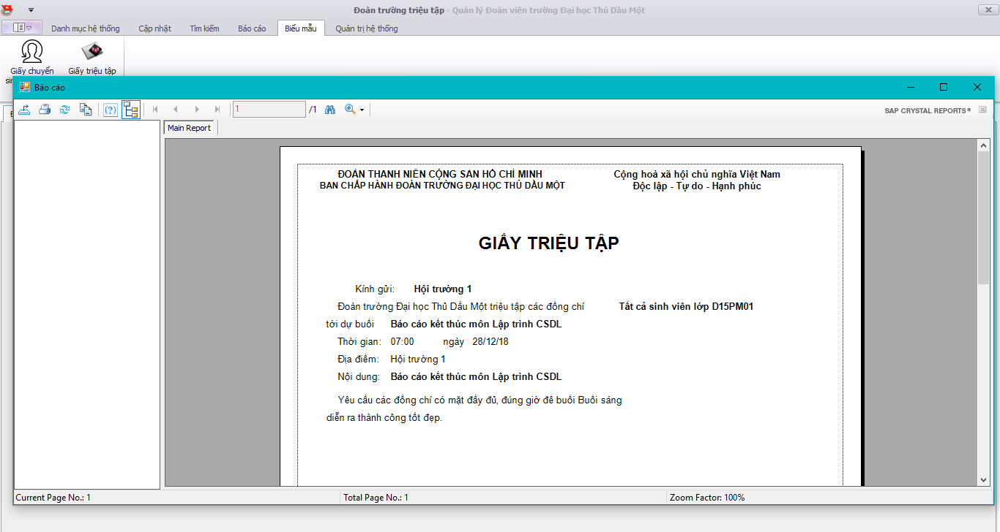 Đoàn trường triệu tập - Quản lý Đoàn viên trường Đại học Thủ Dầu Một
Danh mục hệ thống Cập nhật Tìm kiếm Báo cáo Biểu mẫu Quản trị hệ thống
Giấy chuyển Giấy triệu tập
Báo cáo
1 /1 SAP CRYSTAL REPORTS®
Main Report
ĐOÀN THANH NIÊN CỘNG SẢN HỒ CHÍ MINH Cộng hoà xã hội chủ nghĩa Việt Nam
BAN CHẤP HÀNH ĐOÀN TRƯỜNG ĐẠI HỌC THỦ DẦU MỘT Độc lập - Tự do - Hạnh phúc
GIẤY TRIỆU TẬP
Kính gửi: Hội trường 1
Đoàn trường Đại học Thủ Dầu Một triệu tập các đồng chí Tất cả sinh viên lớp D15PM01
tới dự buổi Báo cáo kết thúc môn Lập trình CSDL
Thời gian: 07:00 ngày 28/12/18
Địa điểm: Hội trường 1
Nội dung: Báo cáo kết thúc môn Lập trình CSDL
Yêu cầu các đồng chí có mặt đầy đủ, đúng giờ để buổi Buổi sáng
diễn ra thành công tốt đẹp.
Current Page No.: 1 Total Page No.: 1 Zoom Factor: 100%